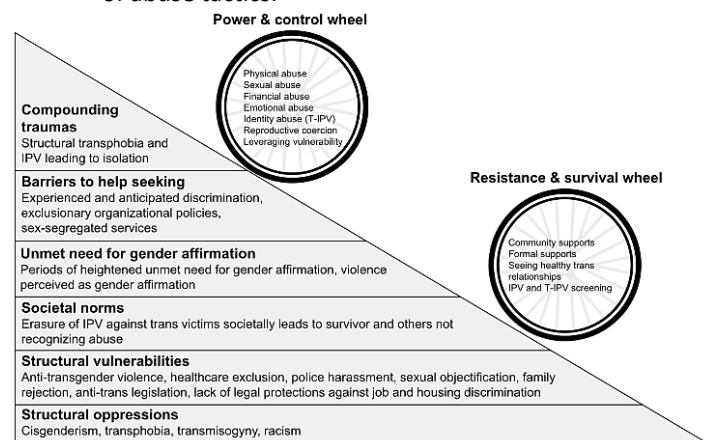 of abuse tactics.
Power & control wheel
Physical abuse
Sexual abuse
Financial abuse
Emotional abuse
Identity abuse (T-IPV)
Reproductive coercion
Leveraging vulnerability
Compounding
traumas
Structural transphobia and
IPV leading to isolation
Resistance & survival wheel
Community supports
Formal supports
Seeing healthy trans
relationships
IPV and T-IPV screening
Barriers to help seeking
Experienced and anticipated discrimination,
exclusionary organizational policies,
sex-segregated services
Unmet need for gender affirmation
Periods of heightened unmet need for gender affirmation, violence
perceived as gender affirmation
Societal norms
Erasure of IPV against trans victims societally leads to survivor and others not
recognizing abuse
Structural vulnerabilities
Anti-transgender violence, healthcare exclusion, police harassment, sexual objectification, family
rejection, anti-trans legislation, lack of legal protections against job and housing discrimination
Structural oppressions
Cisgenderism, transphobia, transmisogyny, racism